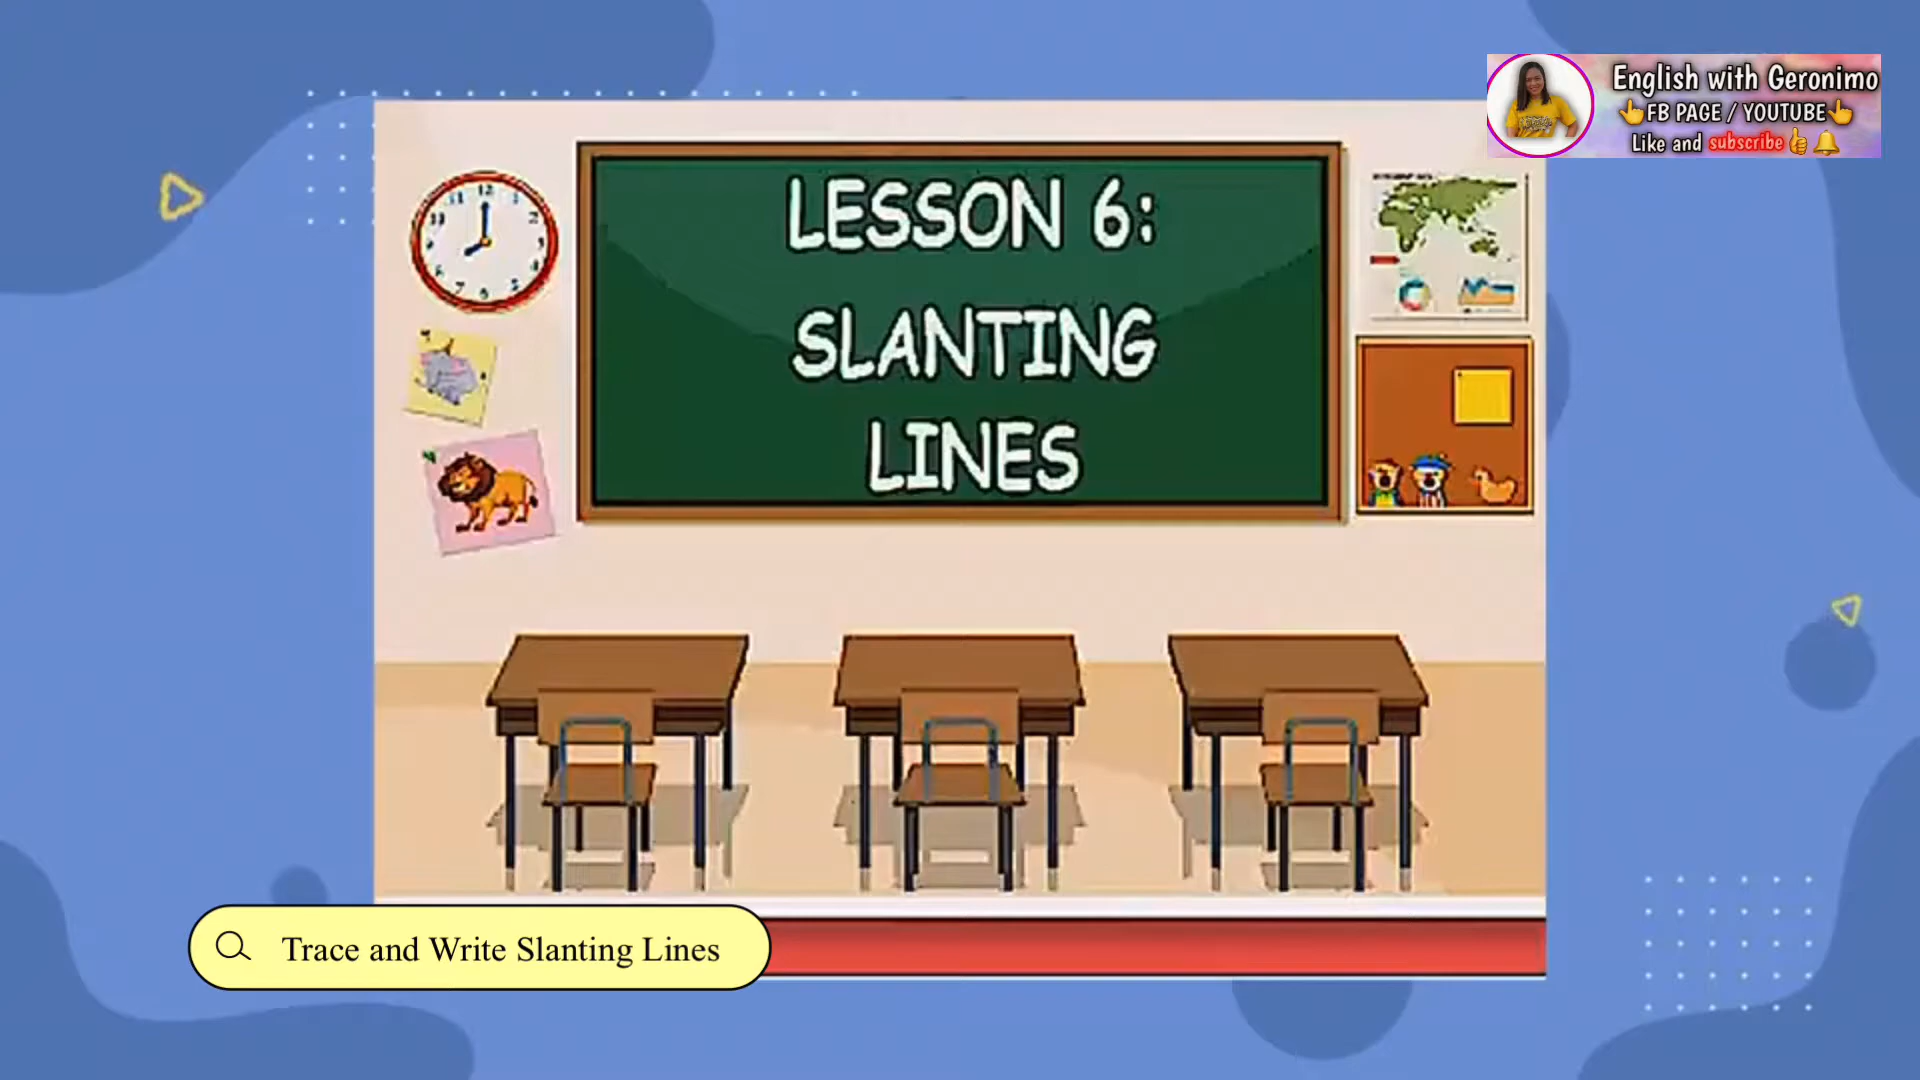 English with Geronimo
👆FB PAGE / YOUTUBE👆
Like and subscribe👍🔔
LESSON 6:
SLANTING
LINES
Trace and Write Slanting Lines